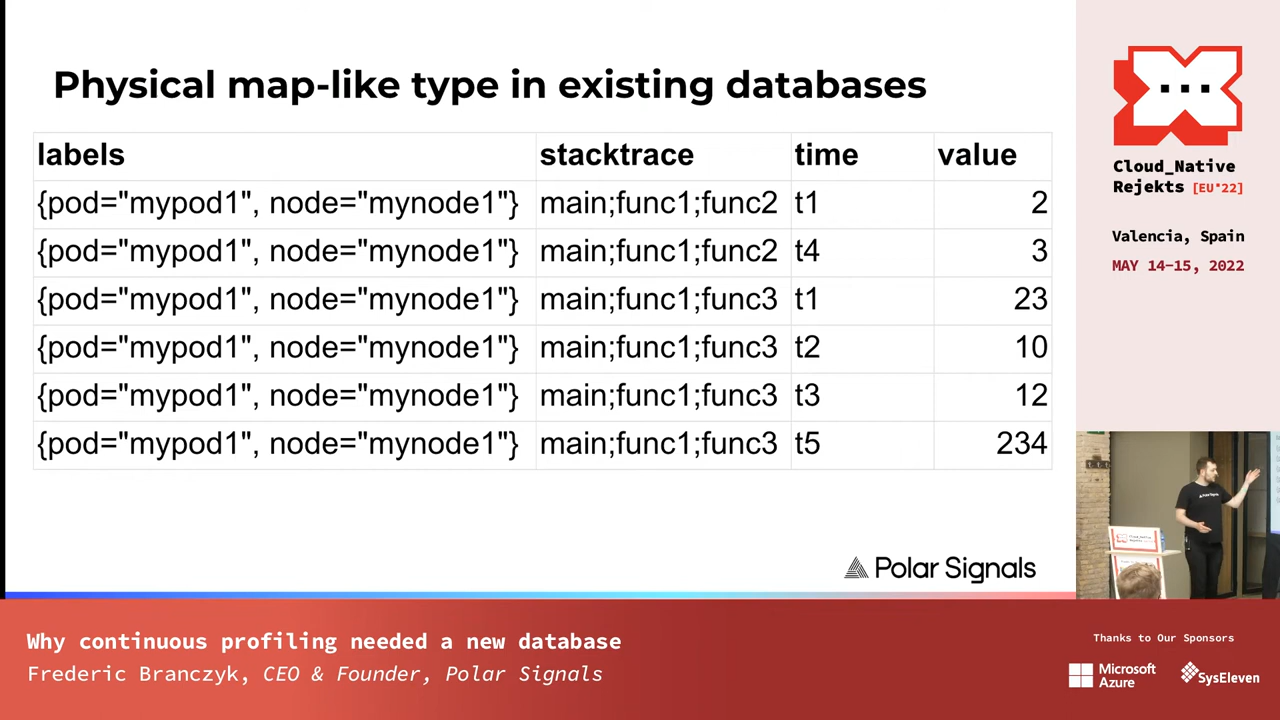 Physical map-like type in existing databases
labels stacktrace time value
{pod="mypod1", node="mynode1"} main;func1;func2 t1 2
{pod="mypod1", node="mynode1"} main;func1;func2 t4 3
{pod="mypod1", node="mynode1"} main;func1;func3 t1 23
{pod="mypod1", node="mynode1"} main;func1;func3 t2 10
{pod="mypod1", node="mynode1"} main;func1;func3 t3 12
{pod="mypod1", node="mynode1"} main;func1;func3 t5 234
Polar Signals
Cloud_Native
Rejekts [EU*22]
Valencia, Spain
MAY 14-15, 2022
Why continuous profiling needed a new database
Frederic Branczyk, CEO & Founder, Polar Signals
Thanks to Our Sponsors
Microsoft
Azure
SysEleven